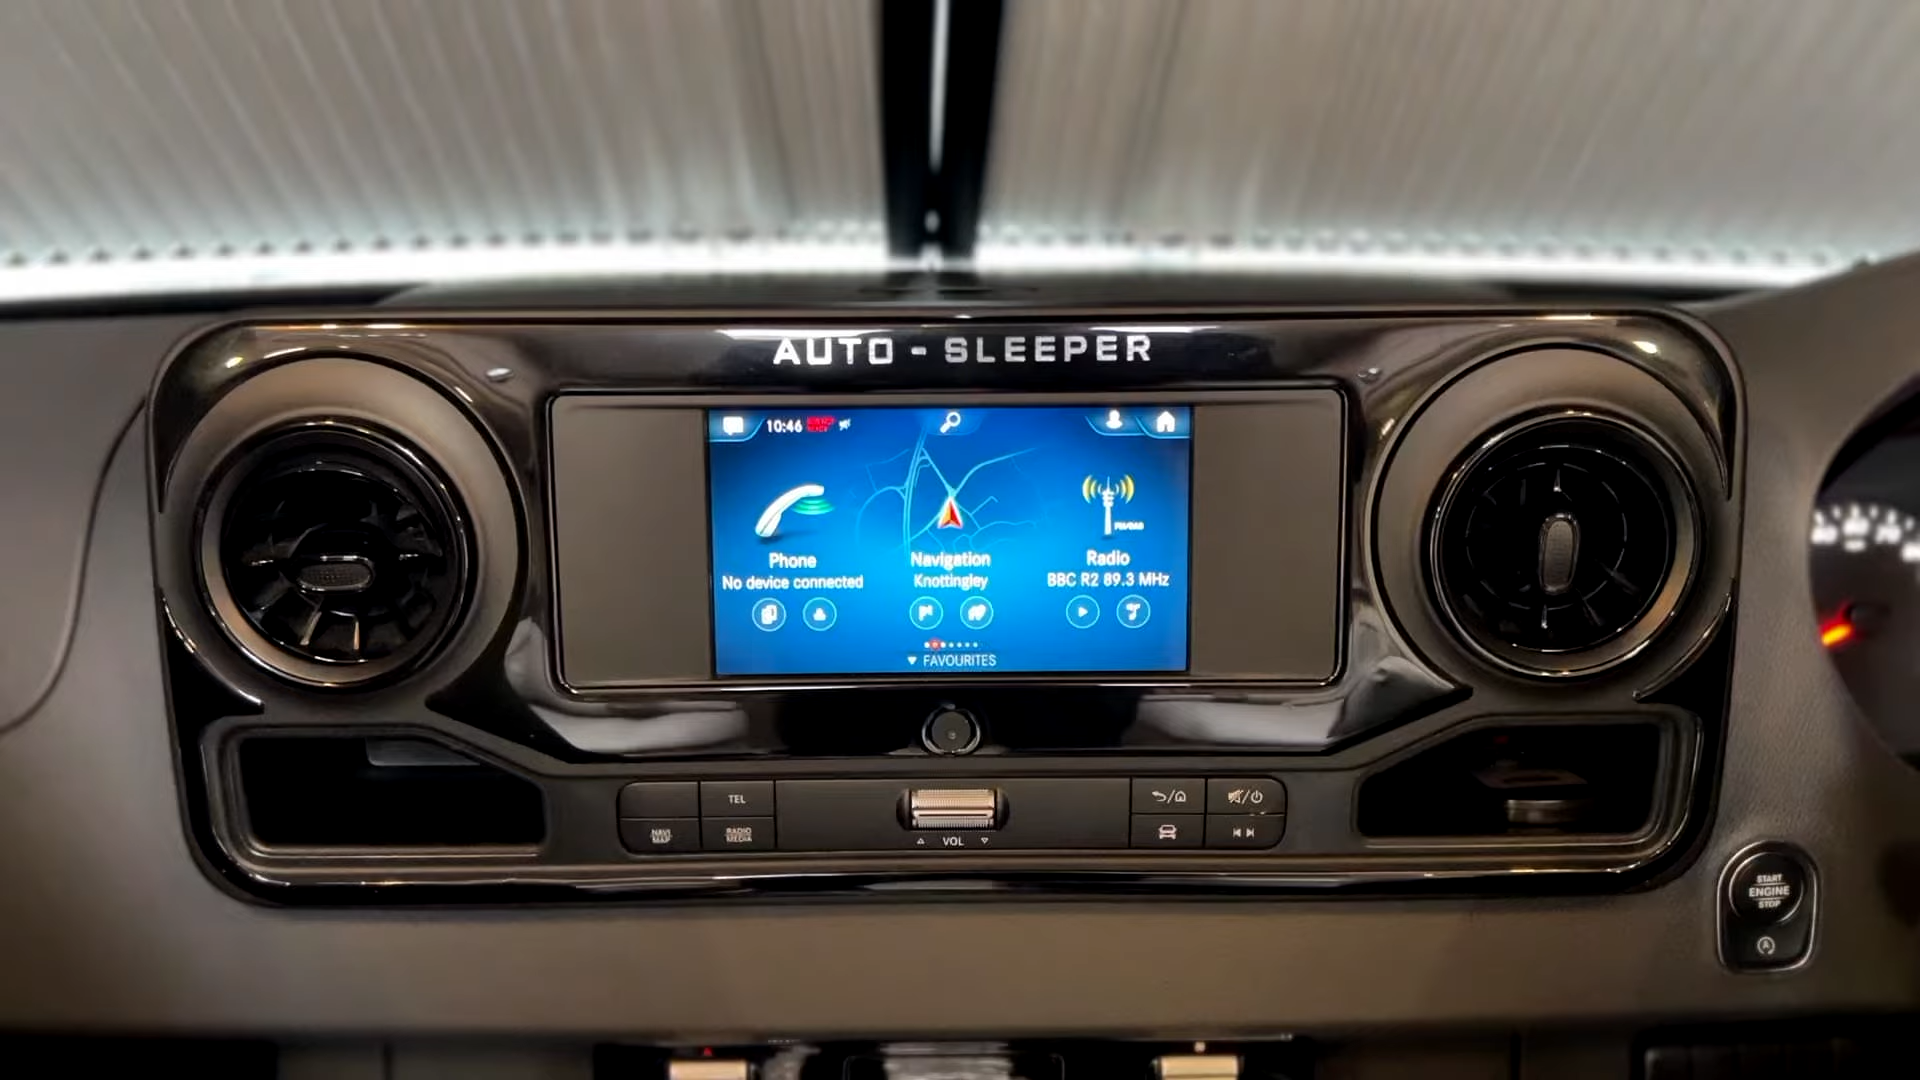 AUTO - SLEEPER
10:46
Phone
No device connected
Navigation
Knottingley
Radio
BBC R2 89.3 MHz
FAVOURITES
TEL
NAVI
MAP
RADIO
MEDIA
VOL
START
ENGINE
STOP
A